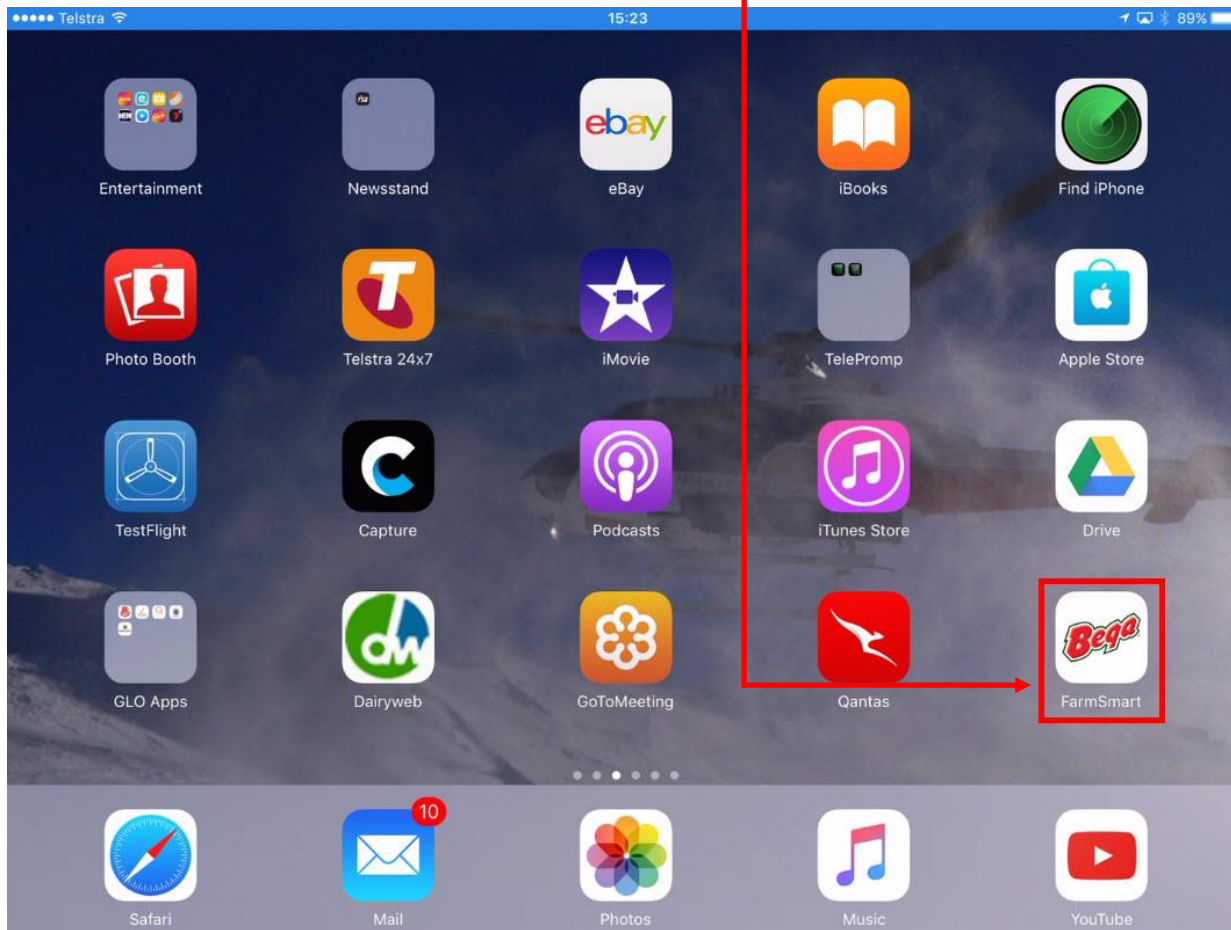 Telstra 15:23 89%
Entertainment Newsstand ebay eBay iBooks Find iPhone
Photo Booth T Telstra 24x7 iMovie TelePromp Apple Store
TestFlight C Capture Podcasts iTunes Store Drive
GLO Apps dw Dairyweb GoToMeeting Qantas Bega FarmSmart
10
Safari Mail Photos Music YouTube